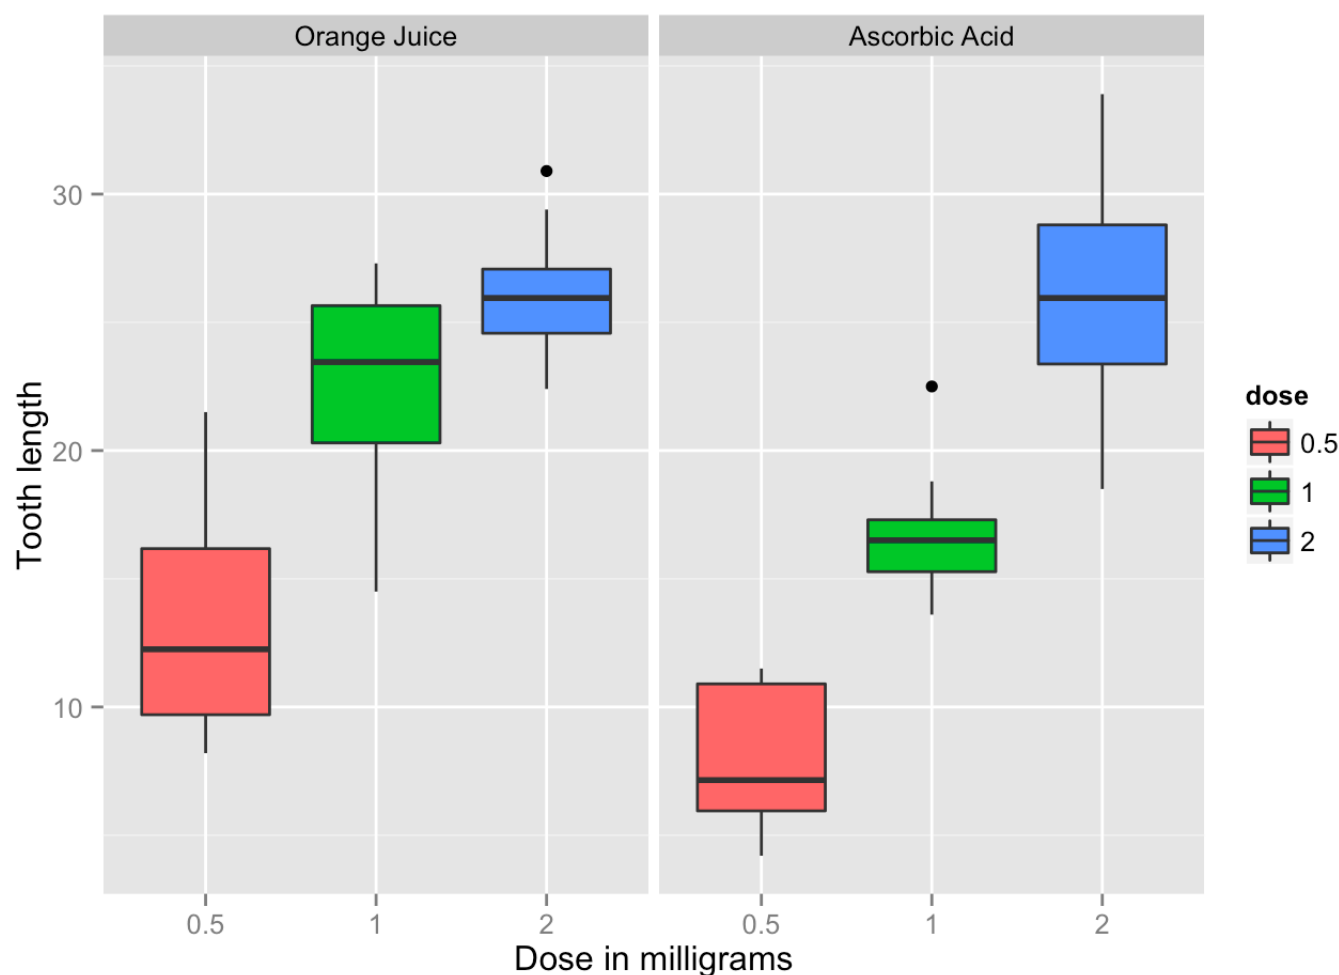 Orange Juice
Ascorbic Acid
30
20
10
Tooth length
0.5 1 2
0.5 1 2
Dose in milligrams
dose
0.5
1
2